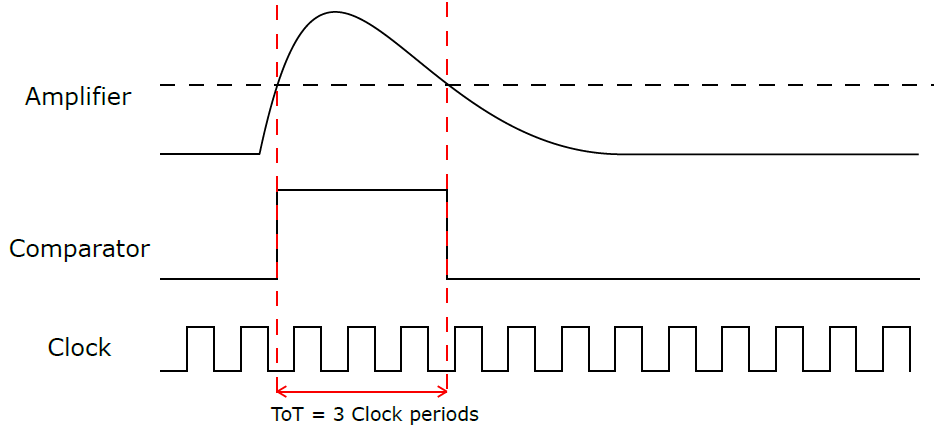 Amplifier
Comparator
Clock
ToT = 3 Clock periods